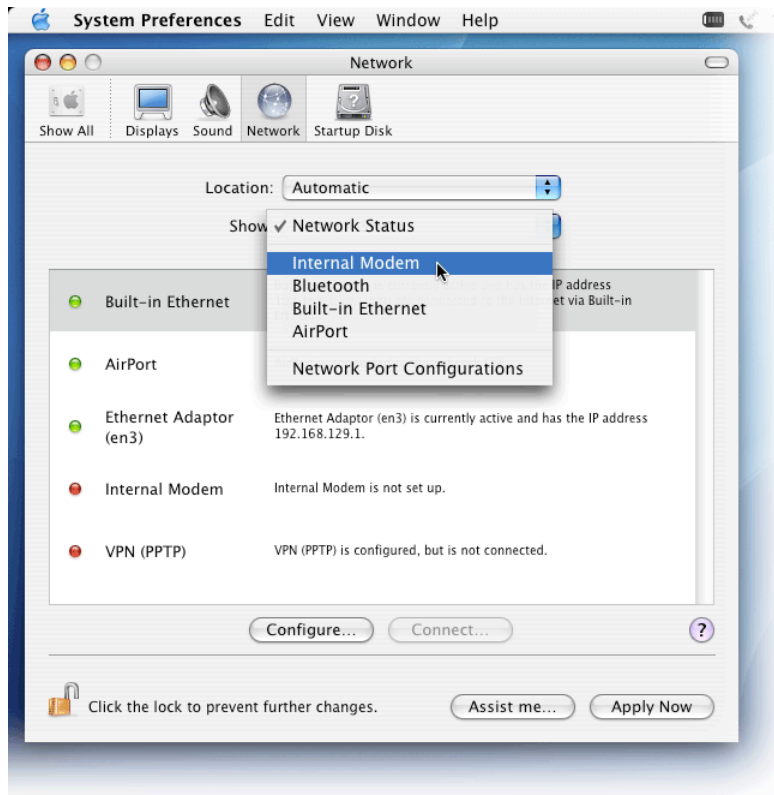 System Preferences Edit View Window Help
Network
Show All Displays Sound Network Startup Disk
Location: Automatic
Show ✓ Network Status
Internal Modem
Bluetooth
Built-in Ethernet
AirPort
Network Port Configurations
Built-in Ethernet
IP address
et via Built-in
AirPort
Ethernet Adaptor
(en3)
Ethernet Adaptor (en3) is currently active and has the IP address
192.168.129.1.
Internal Modem
Internal Modem is not set up.
VPN (PPTP)
VPN (PPTP) is configured, but is not connected.
Configure... Connect... ?
Click the lock to prevent further changes. Assist me... Apply Now